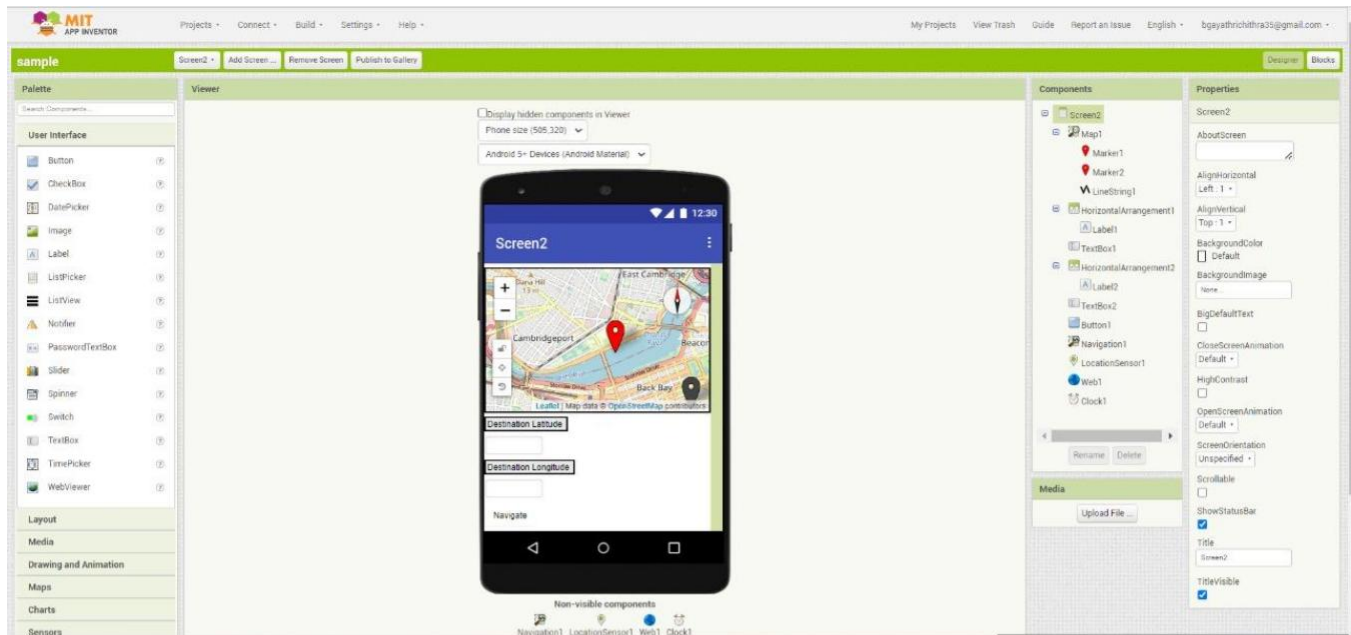 MIT
APP INVENTOR
Projects
Connect
Build
Settings
Help
My Projects
View Trash
Guide
Report an Issue
English
bgayathrichithra35@gmail.com
sample
Screen2
Add Screen ...
Remove Screen
Publish to Gallery
Designer
Blocks
Palette
Search Components...
User Interface
Button
CheckBox
DatePicker
Image
Label
ListPicker
ListView
Notifier
PasswordTextBox
Slider
Spinner
Switch
TextBox
TimePicker
WebViewer
Layout
Media
Drawing and Animation
Maps
Charts
Sensors
Viewer
Display hidden components in Viewer
Phone size (505,320)
Android 5+ Devices (Android Material)
12:30
Screen2
East Cambridge
Dana Hill
13 m
+
−
Cambridgeport
Beacon
Back Bay
Leaflet | Map data © OpenStreetMap contributors
Destination Latitude
Destination Longitude
Navigate
Non-visible components
Navigation1 LocationSensor1 Web1 Clock1
Components
Screen2
Map1
Marker1
Marker2
LineString1
HorizontalArrangement1
Label1
TextBox1
HorizontalArrangement2
Label2
TextBox2
Button1
Navigation1
LocationSensor1
Web1
Clock1
Rename
Delete
Media
Upload File ...
Properties
Screen2
AboutScreen
AlignHorizontal
Left : 1
AlignVertical
Top : 1
BackgroundColor
Default
BackgroundImage
None...
BigDefaultText
CloseScreenAnimation
Default
HighContrast
OpenScreenAnimation
Default
ScreenOrientation
Unspecified
Scrollable
ShowStatusBar
Title
Screen2
TitleVisible